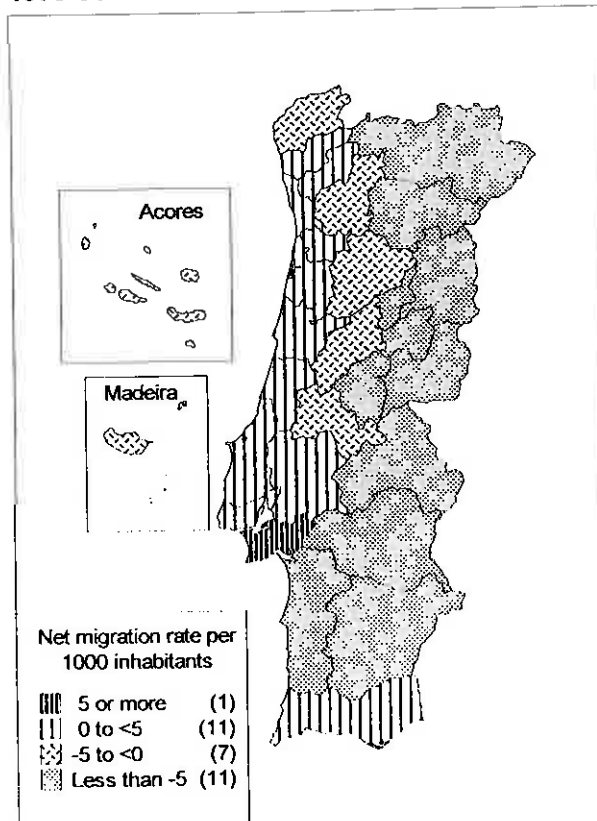 Acores
Madeira
Net migration rate per
1000 inhabitants
5 or more (1)
0 to <5 (11)
-5 to <0 (7)
Less than -5 (11)